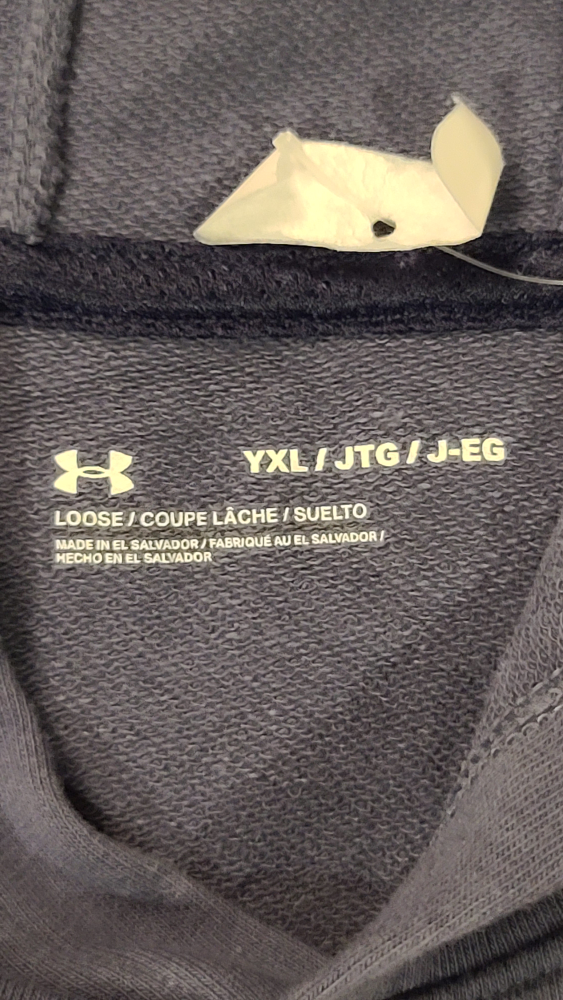 YXL / JTG / J-EG
LOOSE / COUPE LÂCHE / SUELTO
MADE IN EL SALVADOR / FABRIQUÉ AU EL SALVADOR /
HECHO EN EL SALVADOR